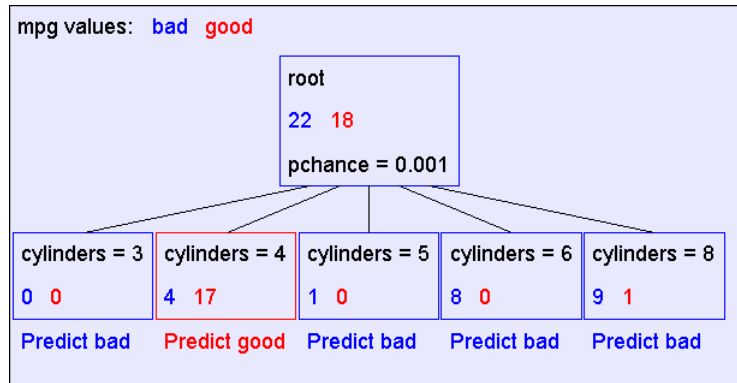 mpg values: bad good
root
22 18
pchance = 0.001
cylinders = 3
0 0
Predict bad
cylinders = 4
4 17
Predict good
cylinders = 5
1 0
Predict bad
cylinders = 6
8 0
Predict bad
cylinders = 8
9 1
Predict bad